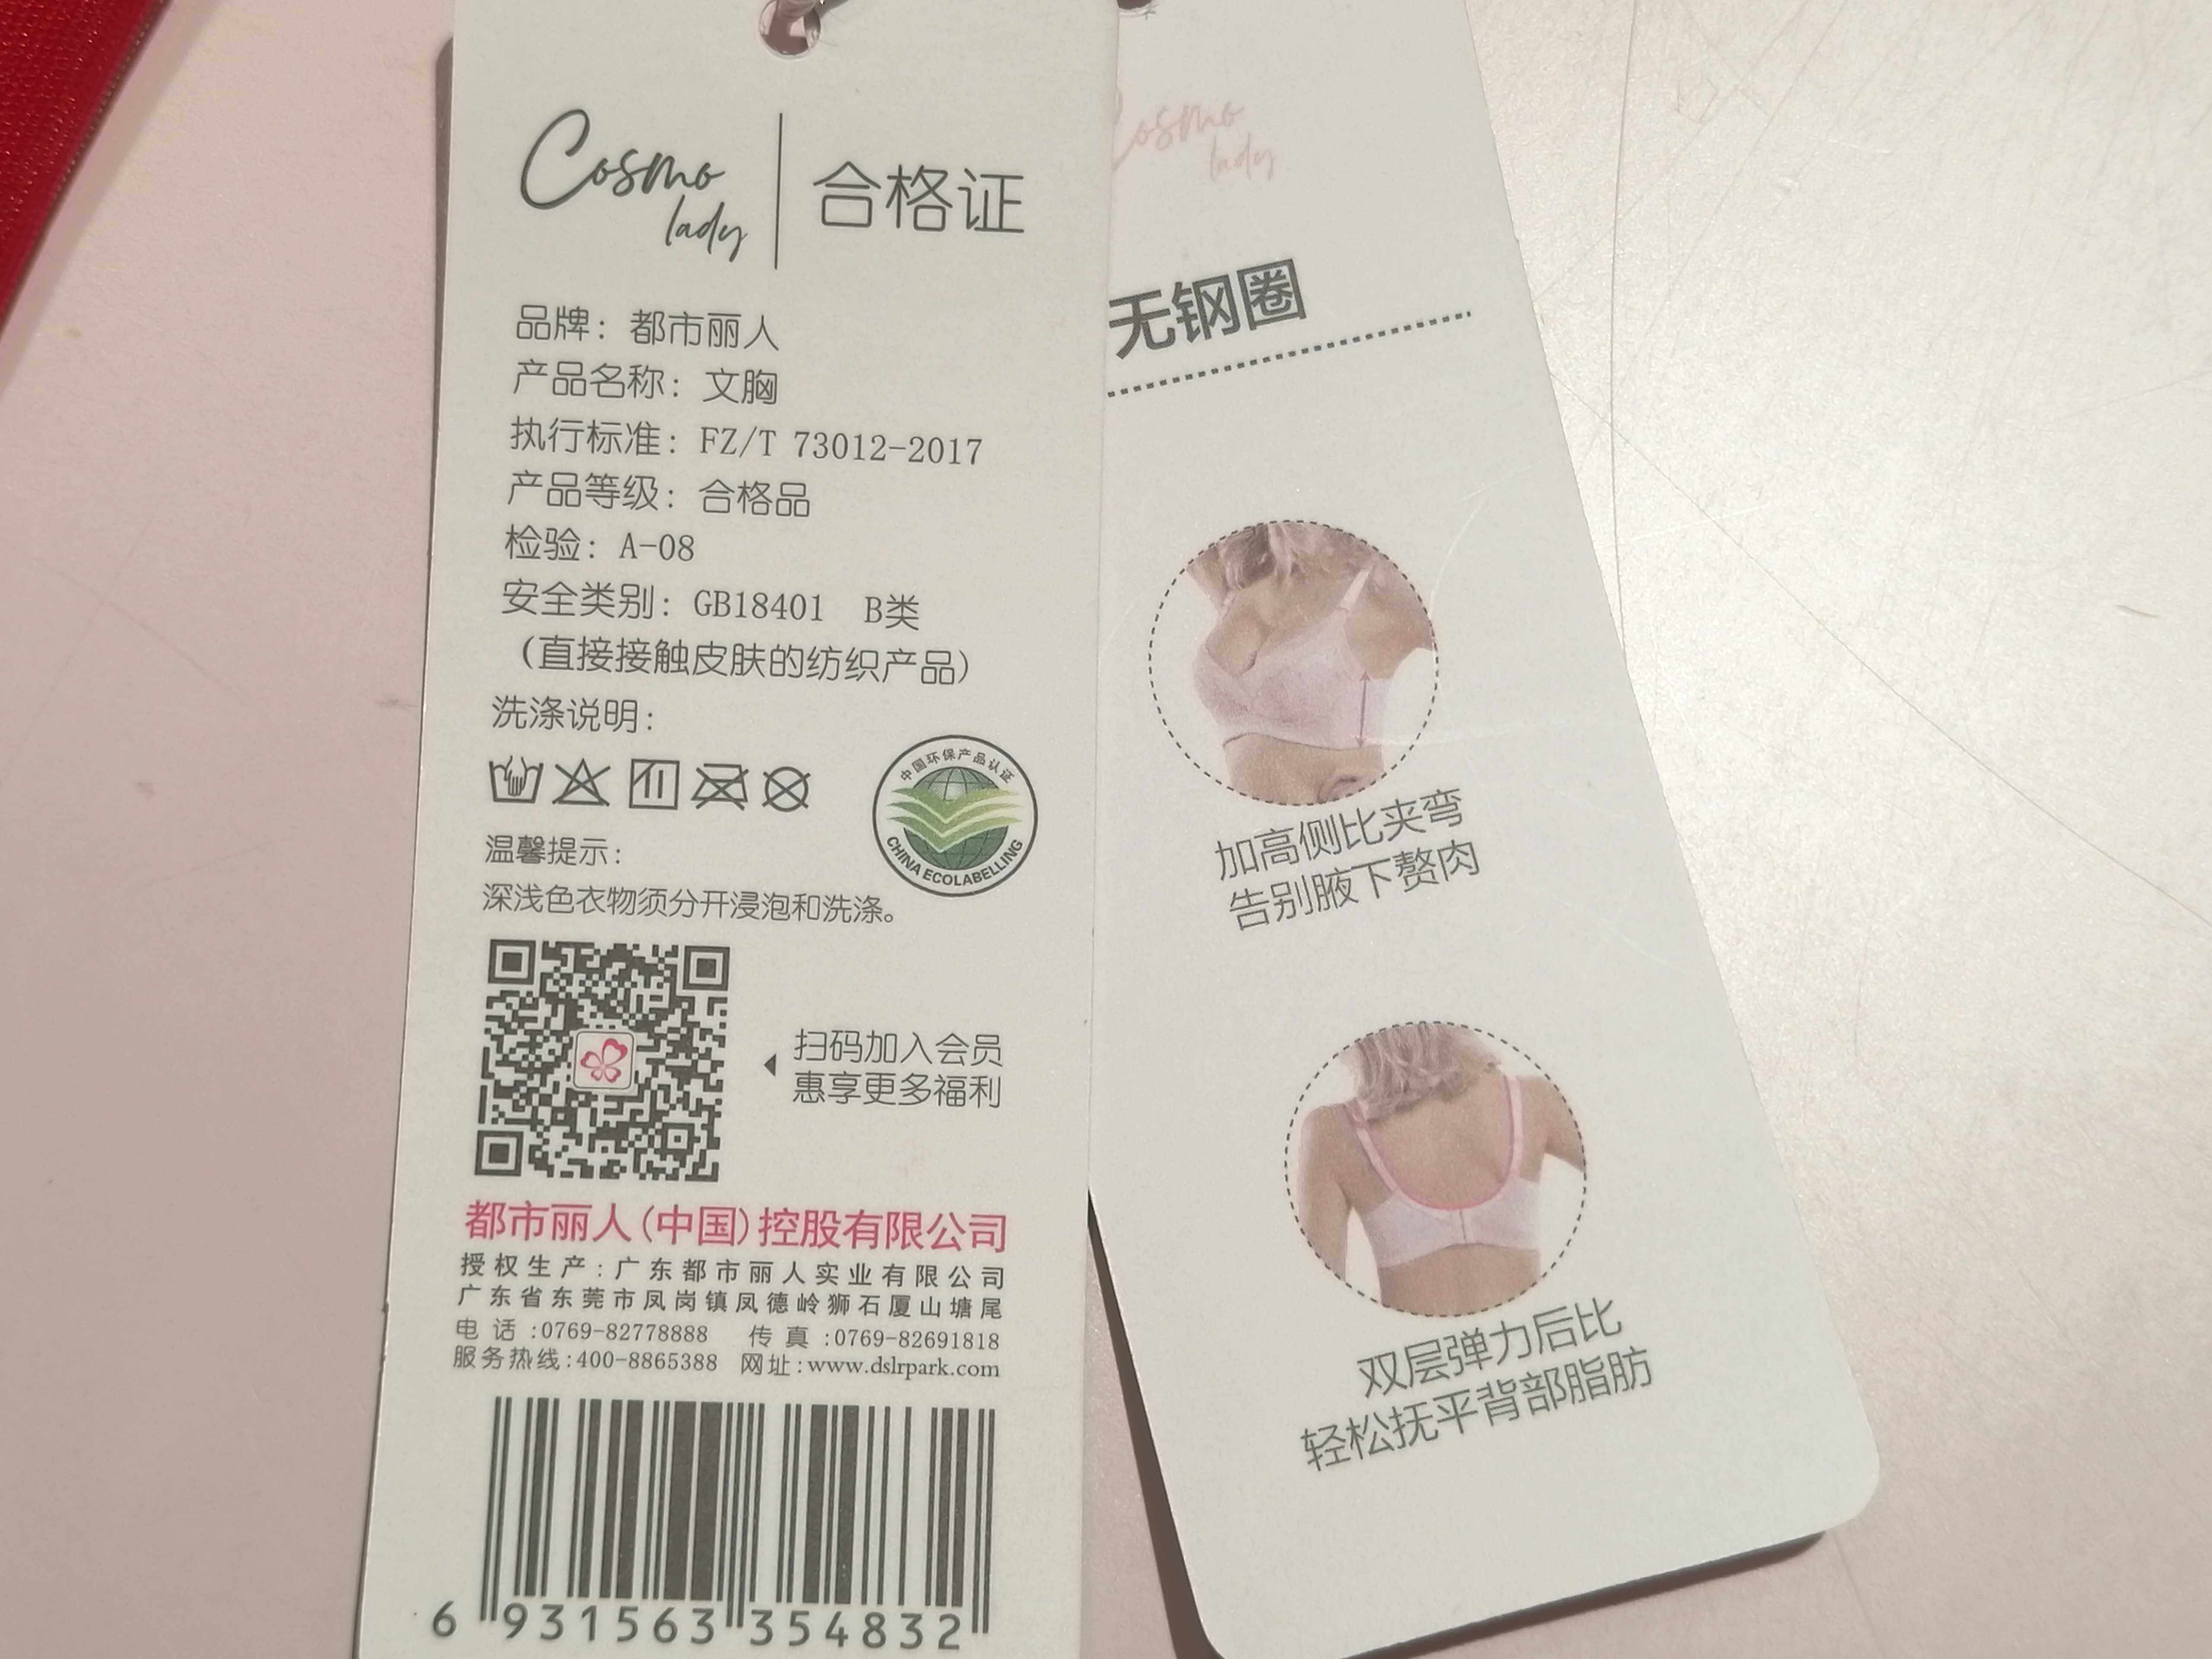 Cosmo
lady
合格证
品牌：都市丽人
产品名称：文胸
执行标准：FZ/T 73012-2017
产品等级：合格品
检验：A-08
安全类别：GB18401 B类
（直接接触皮肤的纺织产品）
洗涤说明：
中国环保产品认证
CHINA ECOLABELLING
温馨提示：
深浅色衣物须分开浸泡和洗涤。
扫码加入会员
惠享更多福利
都市丽人(中国)控股有限公司
授权生产:广东都市丽人实业有限公司
广东省东莞市凤岗镇凤德岭狮石厦山塘尾
电话:0769-82778888 传真:0769-82691818
服务热线:400-8865388 网址:www.dslrpark.com
6 931563 354832
Cosmo
lady
无钢圈
加高侧比夹弯
告别腋下赘肉
双层弹力后比
轻松抚平背部脂肪